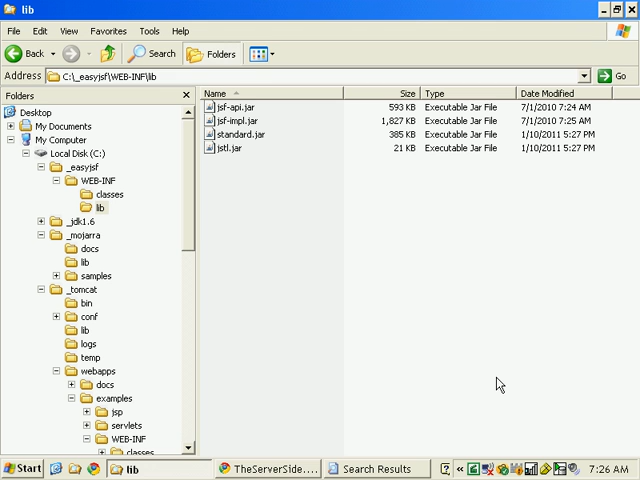 lib
File Edit View Favorites Tools Help
Back Search Folders
Address C:\_easyjsf\WEB-INF\lib Go
Folders
Name Size Type Date Modified
Desktop
My Documents
My Computer
Local Disk (C:)
_easyjsf
WEB-INF
classes
lib
_jdk1.6
_mojarra
docs
lib
samples
_tomcat
bin
conf
lib
logs
temp
webapps
docs
examples
jsp
servlets
WEB-INF
classes
jsf-api.jar 593 KB Executable Jar File 7/1/2010 7:24 AM
jsf-impl.jar 1,827 KB Executable Jar File 7/1/2010 7:25 AM
standard.jar 385 KB Executable Jar File 1/10/2011 5:27 PM
jstl.jar 21 KB Executable Jar File 1/10/2011 5:27 PM
Start lib TheServerSide.... Search Results 7:26 AM